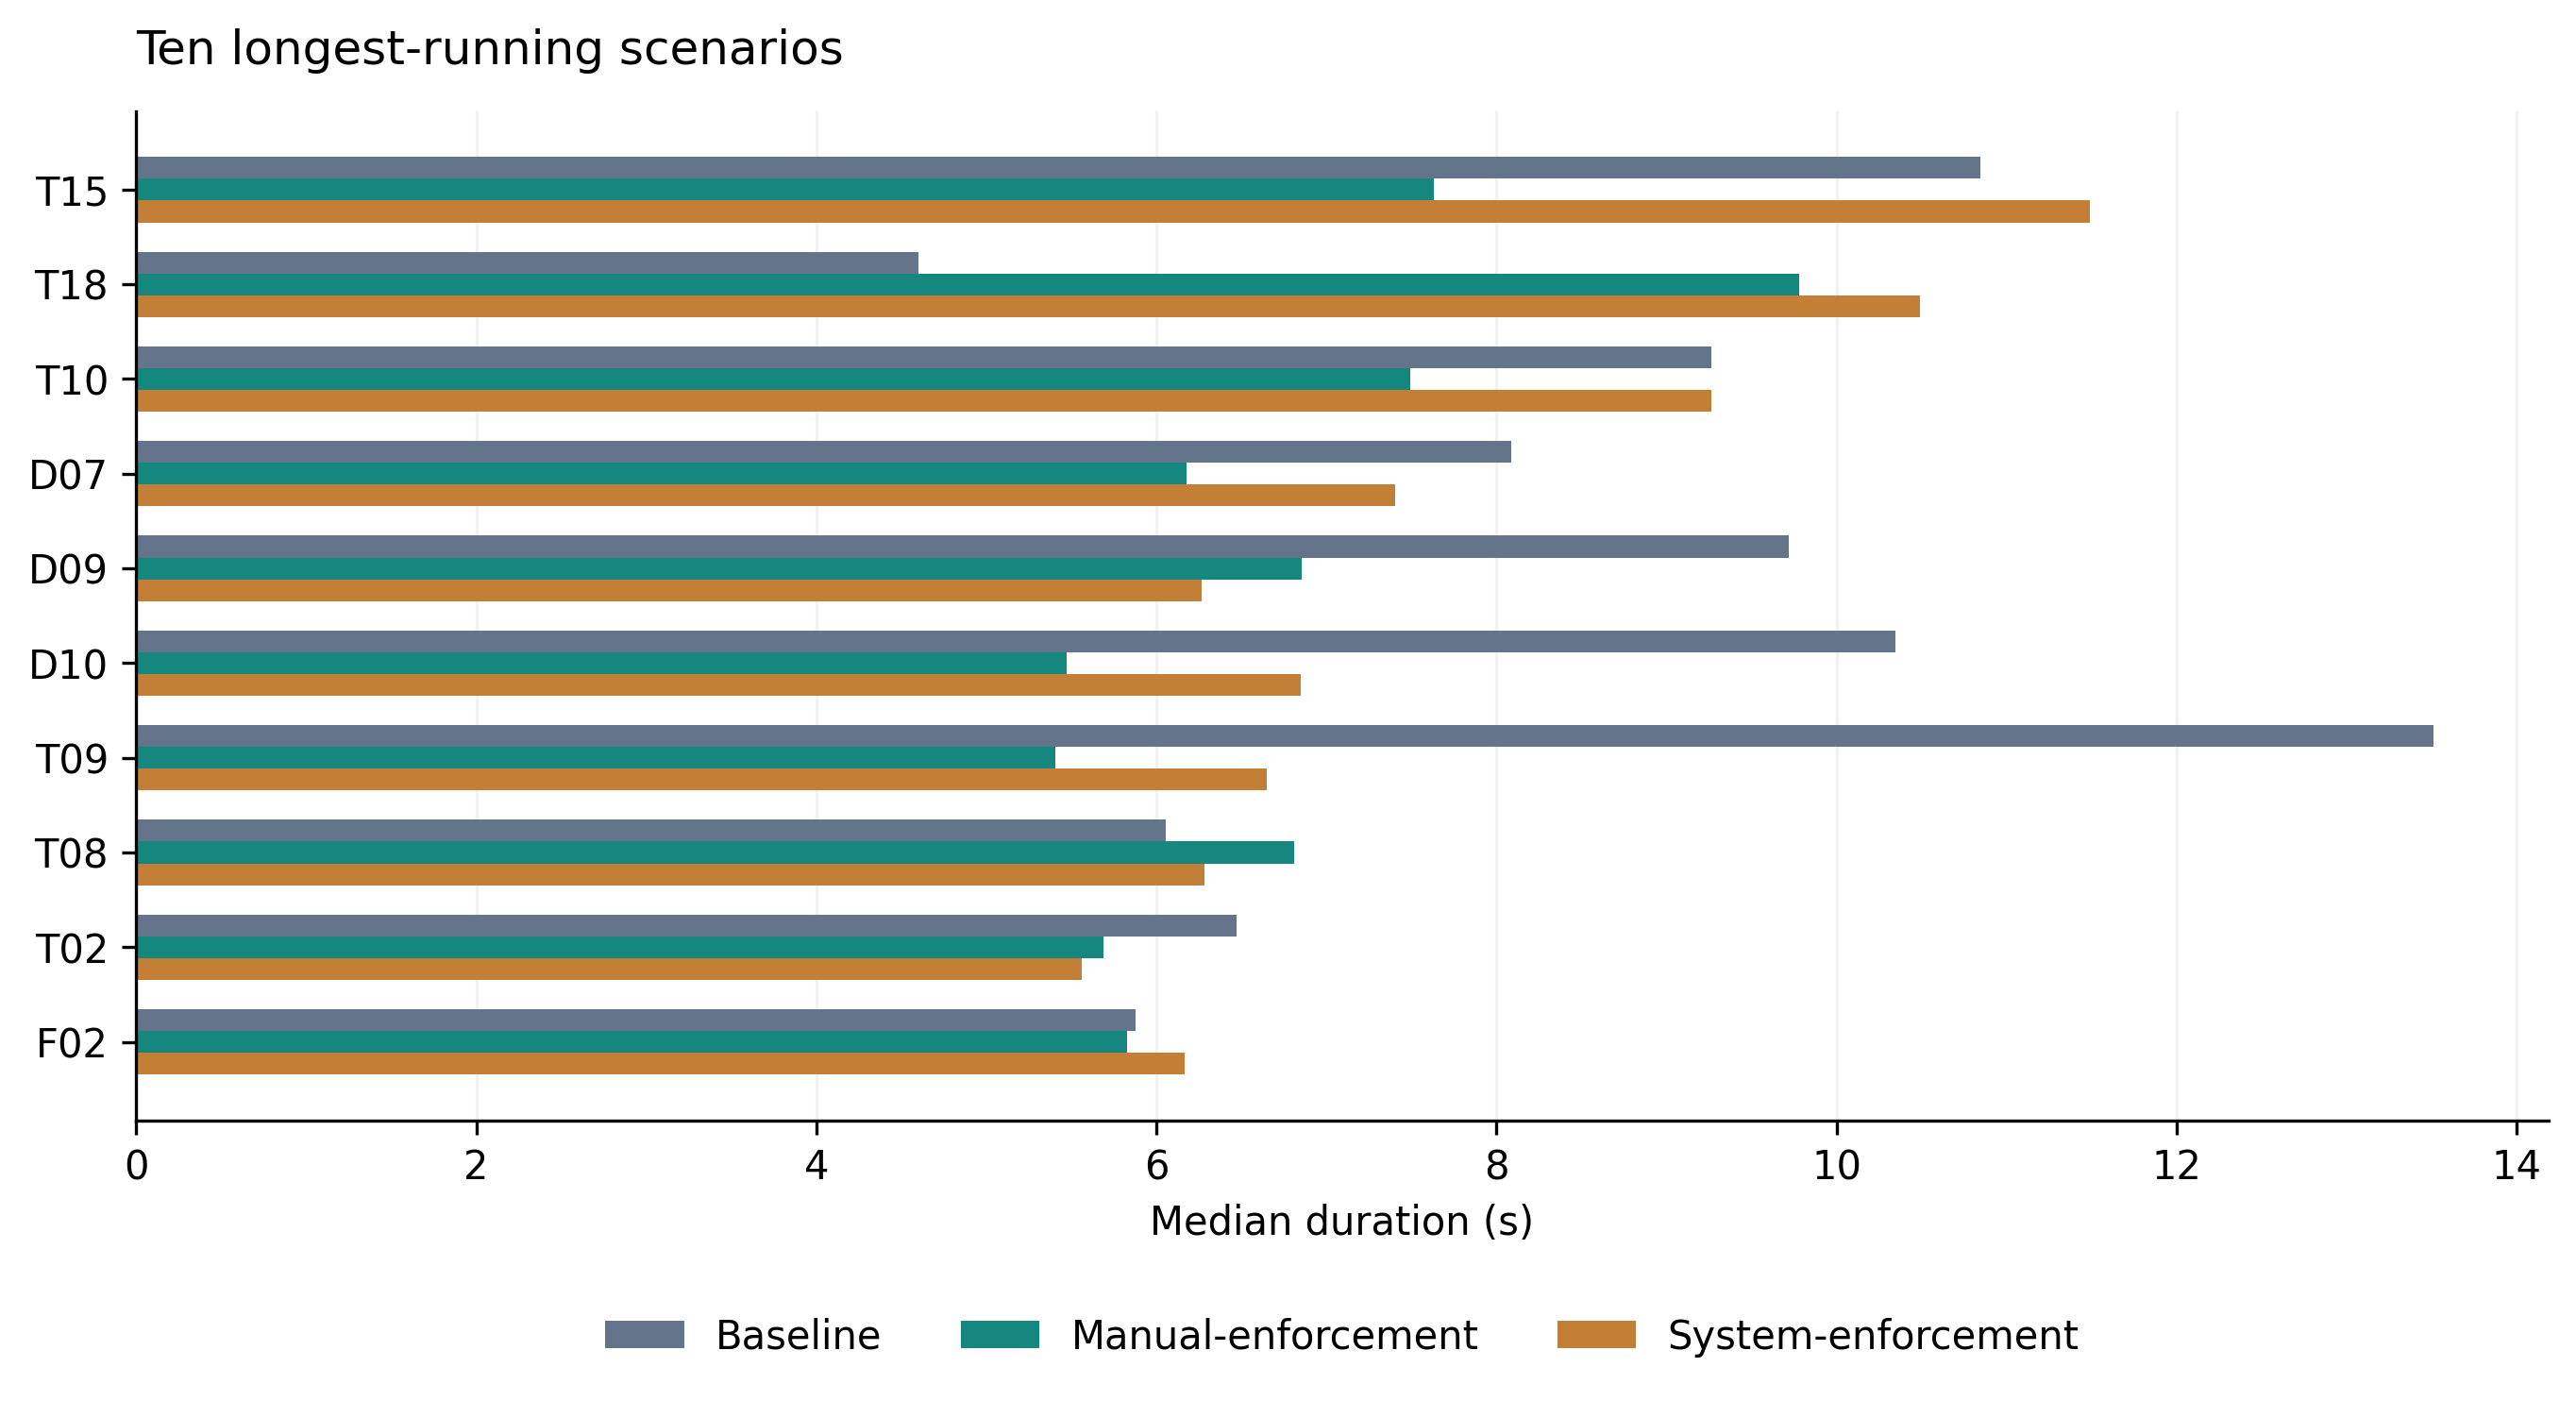 Ten longest-running scenarios
T15
T18
T10
D07
D09
D10
T09
T08
T02
F02
0 2 4 6 8 10 12 14
Median duration (s)
Baseline Manual-enforcement System-enforcement